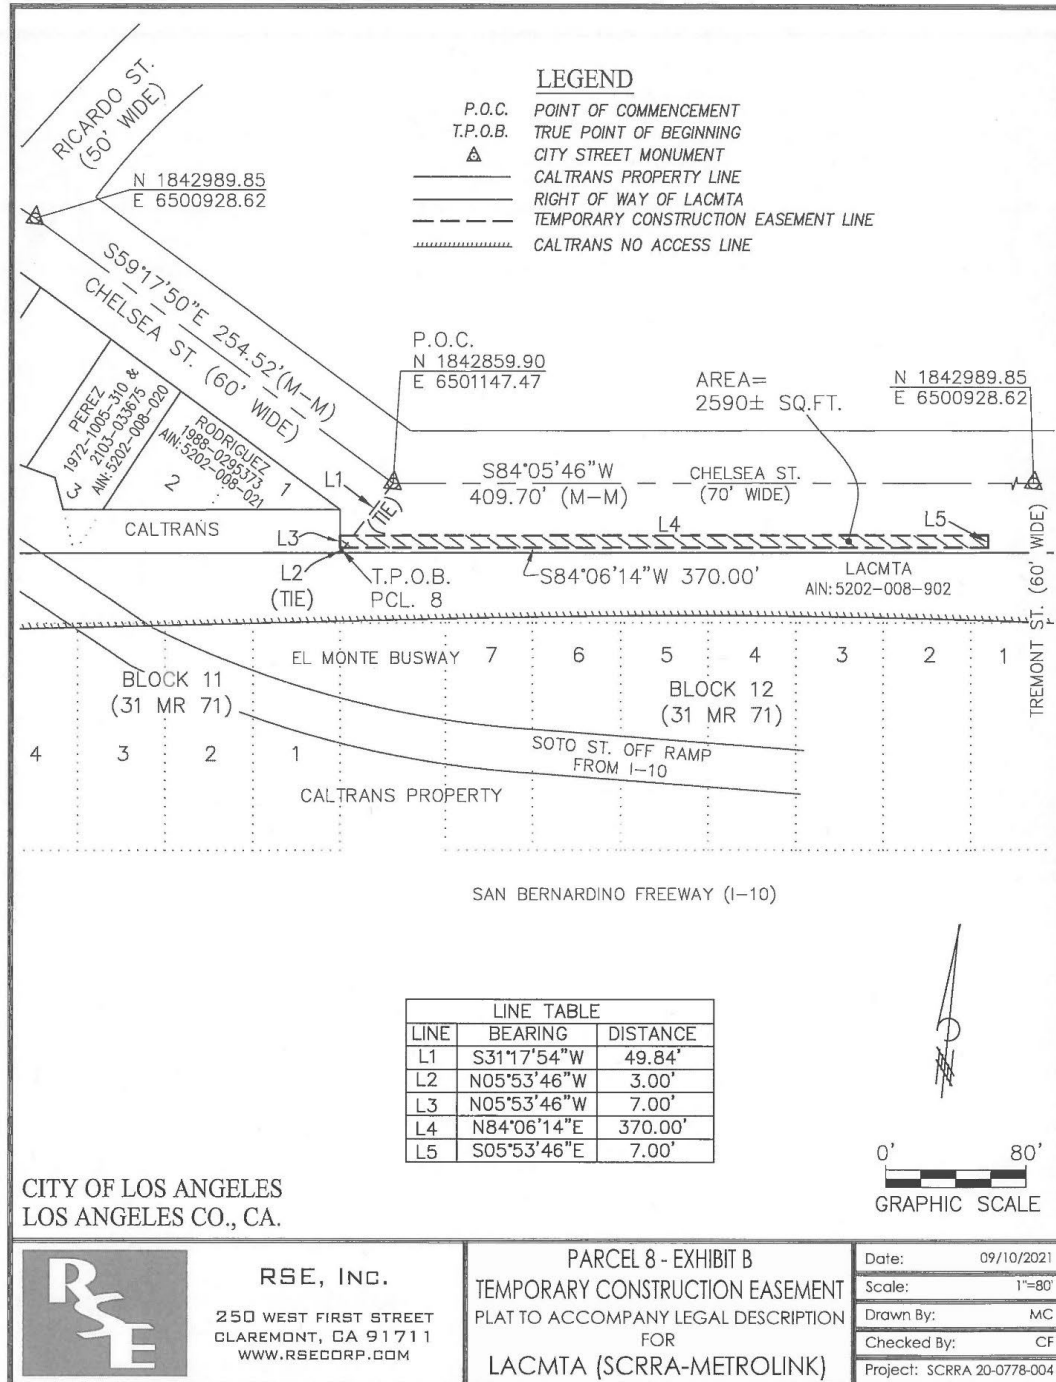 LEGEND
P.O.C. POINT OF COMMENCEMENT
T.P.O.B. TRUE POINT OF BEGINNING
CITY STREET MONUMENT
CALTRANS PROPERTY LINE
RIGHT OF WAY OF LACMTA
TEMPORARY CONSTRUCTION EASEMENT LINE
CALTRANS NO ACCESS LINE
RICARDO ST.
(50' WIDE)
N 1842989.85
E 6500928.62
S59°17'50"E 254.52'(M-M)
CHELSEA ST. (60' WIDE)
P.O.C.
N 1842859.90
E 6501147.47
AREA=
2590± SQ.FT.
N 1842989.85
E 6500928.62
PEREZ
1972-1005-310 &
2103-033675
AIN:5202-008-020
3
RODRIGUEZ
1988-0295373
AIN:5202-008-021
2
1
L1
(TIE)
S84°05'46"W
409.70' (M-M)
CHELSEA ST.
(70' WIDE)
CALTRANS
L3
L4
L5
L2
(TIE)
T.P.O.B.
PCL. 8
S84°06'14"W 370.00'
LACMTA
AIN:5202-008-902
TREMONT ST. (60' WIDE)
EL MONTE BUSWAY
7
6
5
4
3
2
1
BLOCK 11
(31 MR 71)
BLOCK 12
(31 MR 71)
4
3
2
1
SOTO ST. OFF RAMP
FROM I-10
CALTRANS PROPERTY
SAN BERNARDINO FREEWAY (I-10)
LINE TABLE
LINE BEARING DISTANCE
L1 S31°17'54"W 49.84'
L2 N05°53'46"W 3.00'
L3 N05°53'46"W 7.00'
L4 N84°06'14"E 370.00'
L5 S05°53'46"E 7.00'
N
0' 80'
GRAPHIC SCALE
CITY OF LOS ANGELES
LOS ANGELES CO., CA.
RSE
RSE, INC.
250 WEST FIRST STREET
CLAREMONT, CA 91711
WWW.RSECORP.COM
PARCEL 8 - EXHIBIT B
TEMPORARY CONSTRUCTION EASEMENT
PLAT TO ACCOMPANY LEGAL DESCRIPTION
FOR
LACMTA (SCRRA-METROLINK)
Date: 09/10/2021
Scale: 1"=80'
Drawn By: MC
Checked By: CF
Project: SCRRA 20-0778-004